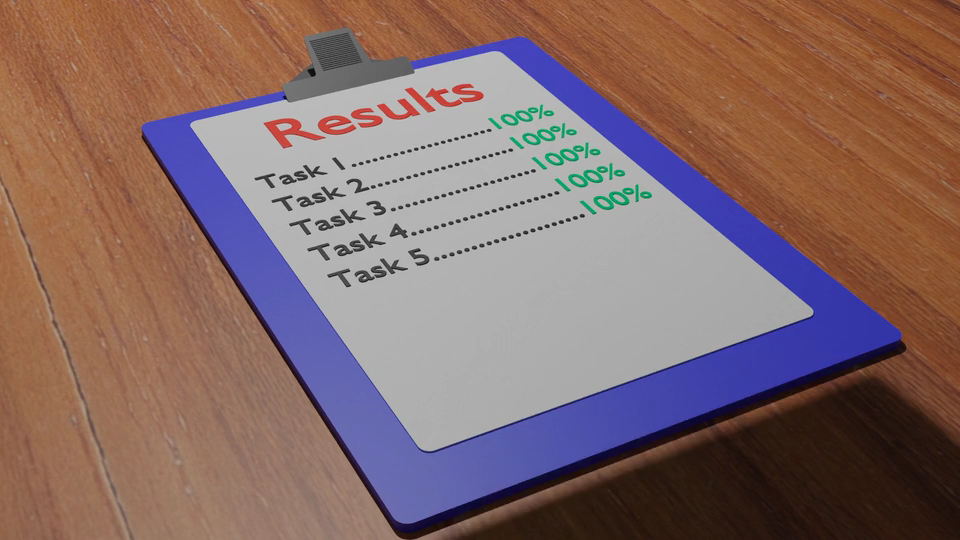 Results
Task 1....................100%
Task 2....................100%
Task 3....................100%
Task 4....................100%
Task 5....................100%